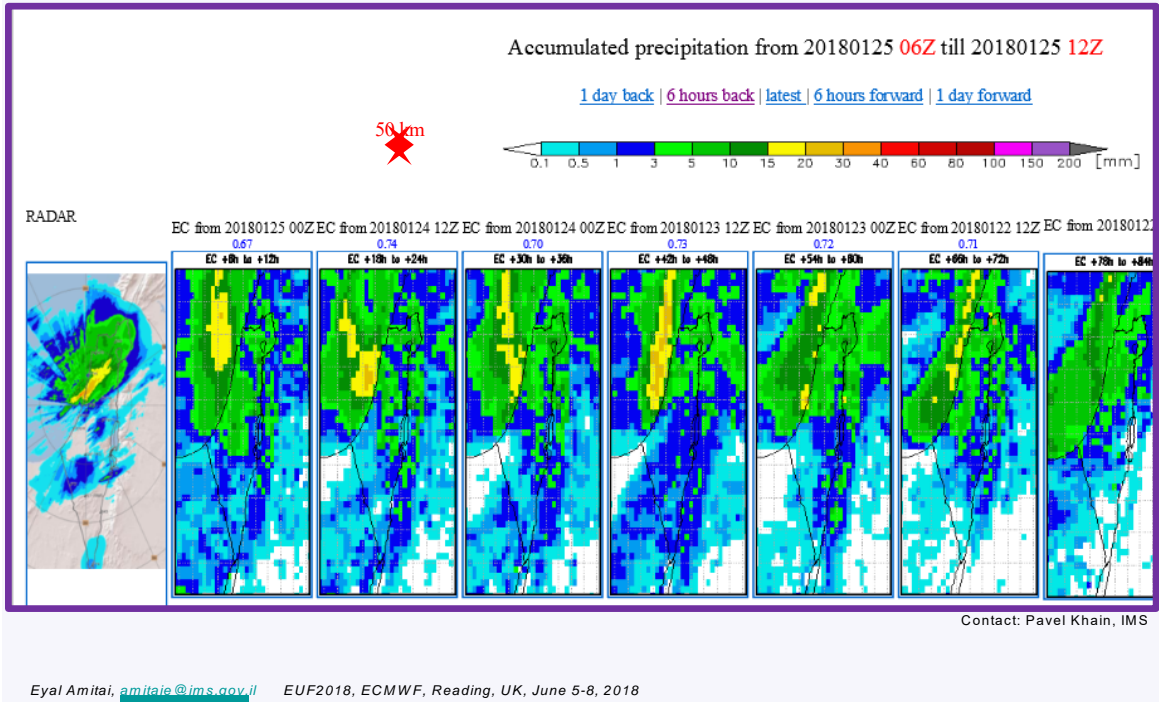 Accumulated precipitation from 20180125 06Z till 20180125 12Z
1 day back | 6 hours back | latest | 6 hours forward | 1 day forward
50 km
0.1 0.5 1 3 5 10 15 20 30 40 60 80 100 150 200 [mm]
RADAR
EC from 20180125 00Z EC from 20180124 12Z EC from 20180124 00Z EC from 20180123 12Z EC from 20180123 00Z EC from 20180122 12Z EC from 20180122
0.67 0.74 0.70 0.73 0.72 0.71
EC +6h to +12h EC +18h to +24h EC +30h to +36h EC +42h to +48h EC +54h to +60h EC +66h to +72h EC +78h to +84h
Contact: Pavel Khain, IMS
Eyal Amitai, amitaie@ims.gov.il EUF2018, ECMWF, Reading, UK, June 5-8, 2018